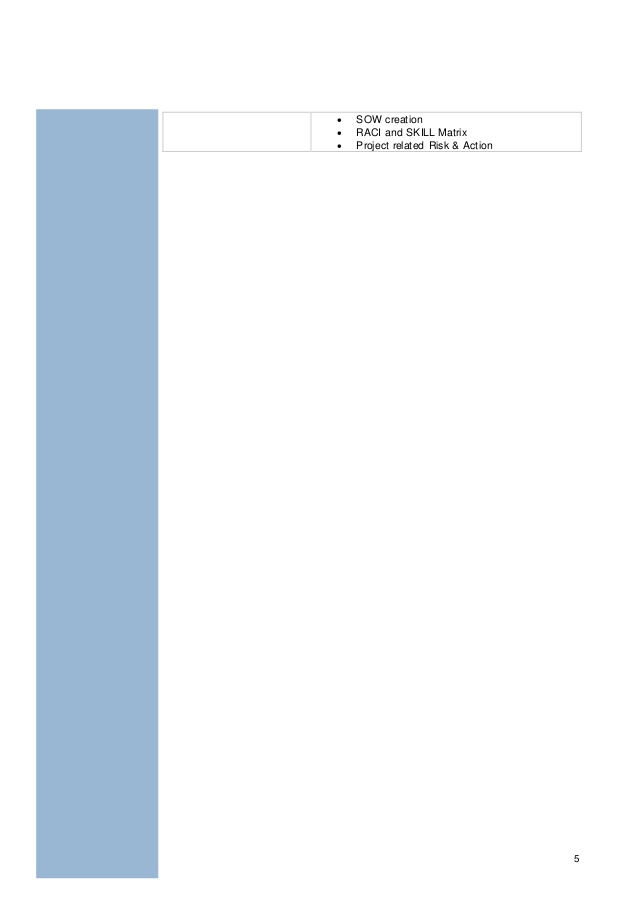 • SOW creation
• RACI and SKILL Matrix
• Project related Risk & Action
5